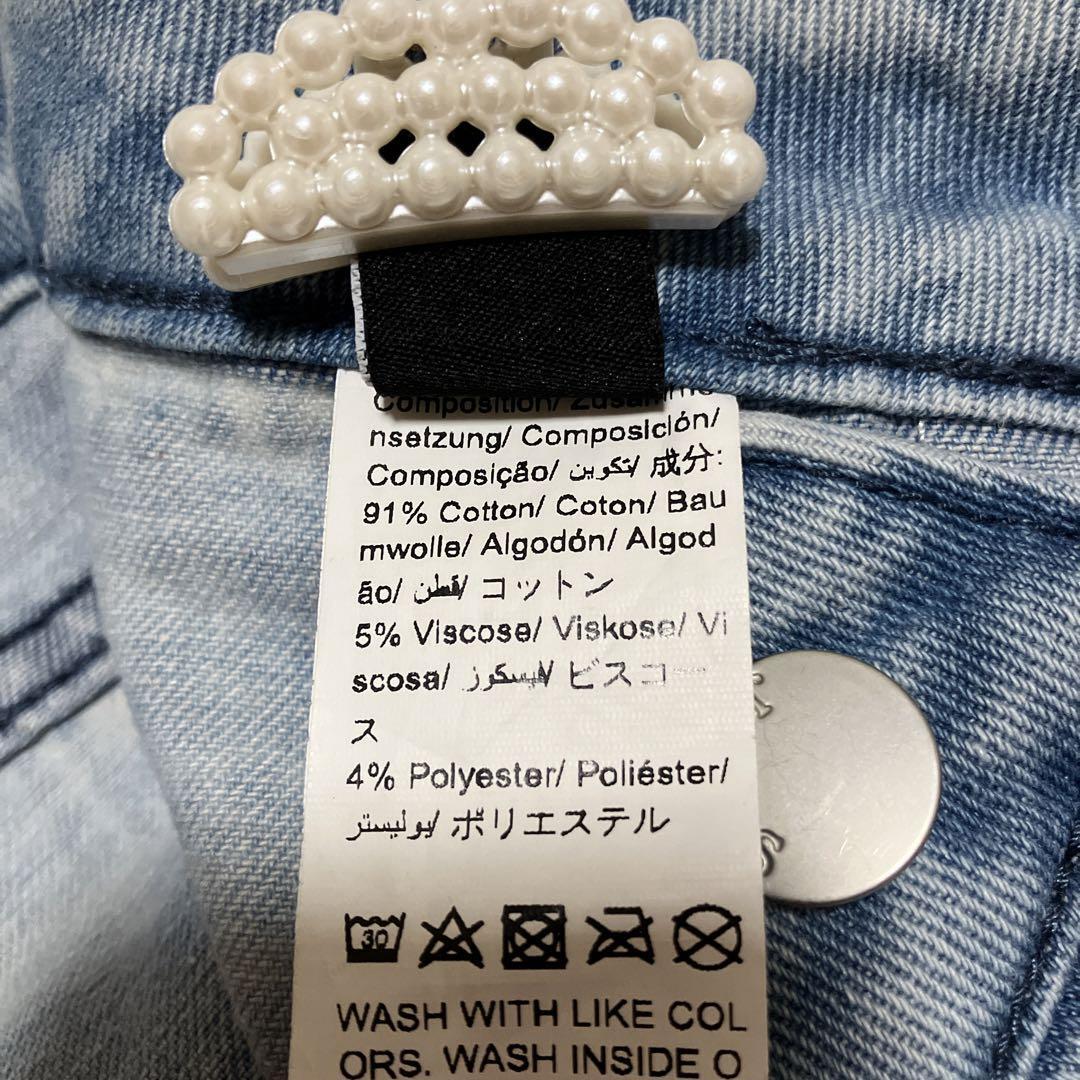 Composition/ Zusamme
nsetzung/ Composición/
Composição/ تكوين/ 成分:
91% Cotton/ Coton/ Bau
mwolle/ Algodón/ Algod
ão/ قطن/ コットン
5% Viscose/ Viskose/ Vi
scosa/ فيسكوز/ ビスコー
ス
4% Polyester/ Poliéster/
بوليستر/ ポリエステル
30
WASH WITH LIKE COL
ORS. WASH INSIDE O